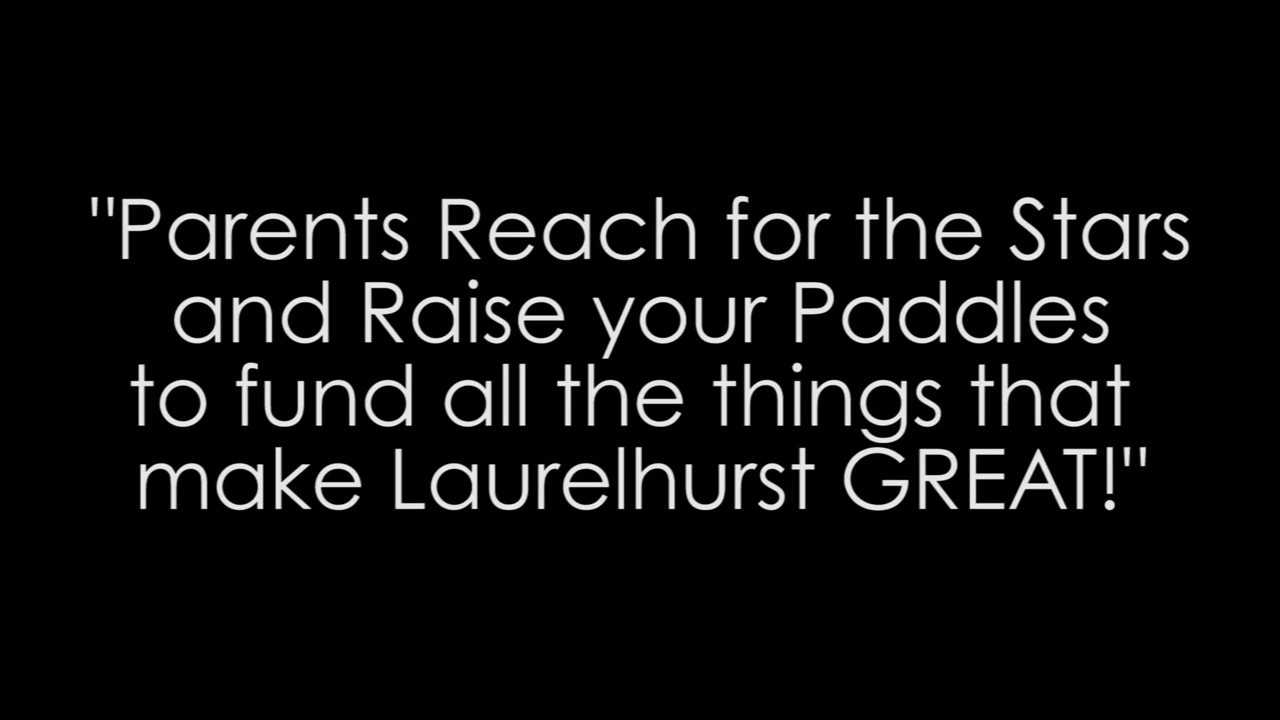 "Parents Reach for the Stars
and Raise your Paddles
to fund all the things that
make Laurelhurst GREAT!"